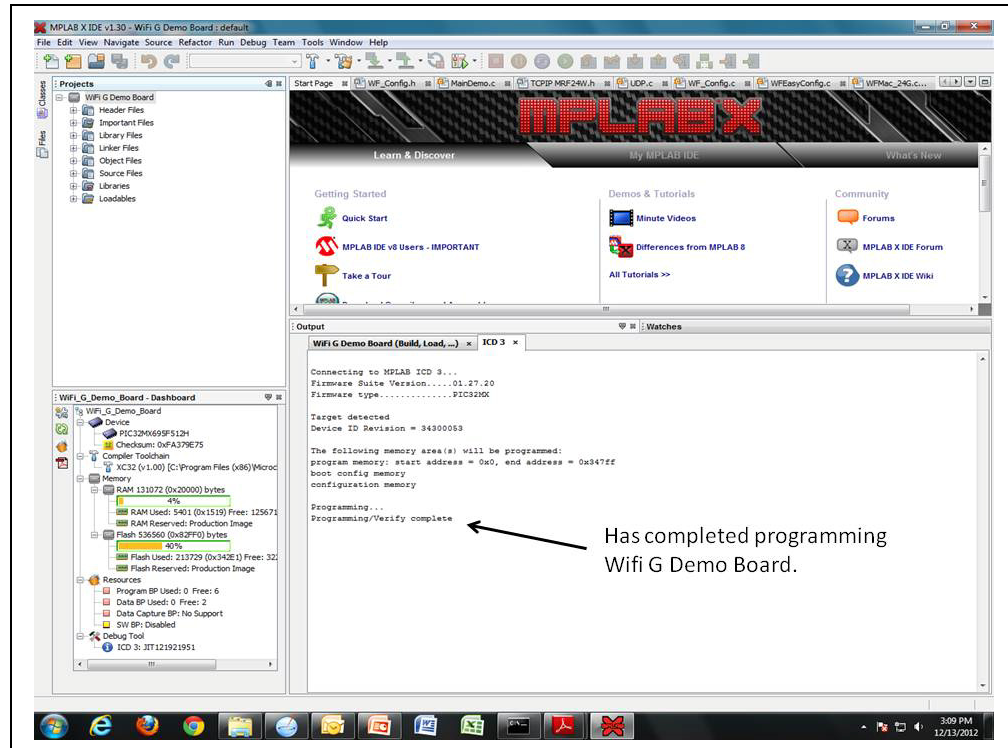 MPLAB X IDE v1.30 - WiFi G Demo Board : default
File Edit View Navigate Source Refactor Run Debug Team Tools Window Help
Classes
Files
Projects
WiFi G Demo Board
Header Files
Important Files
Library Files
Linker Files
Object Files
Source Files
Libraries
Loadables
Start Page WF_Config.h MainDemo.c TCPIP MRF24W.h UDP.c WF_Config.c WFEasyConfig.c WFMac_24G.c...
MPLABX
Learn & Discover My MPLAB IDE What's New
Getting Started
Quick Start
MPLAB IDE v8 Users - IMPORTANT
Take a Tour
Demos & Tutorials
Minute Videos
Differences from MPLAB 8
All Tutorials >>
Community
Forums
MPLAB X IDE Forum
MPLAB X IDE Wiki
WiFi_G_Demo_Board - Dashboard
WiFi_G_Demo_Board
Device
PIC32MX695F512H
Checksum: 0xFA379E75
Compiler Toolchain
XC32 (v1.00) [C:\Program Files (x86)\Microc
Memory
RAM 131072 (0x20000) bytes
4%
RAM Used: 5401 (0x1519) Free: 125671
RAM Reserved: Production Image
Flash 536560 (0x82FF0) bytes
40%
Flash Used: 213729 (0x342E1) Free: 32
Flash Reserved: Production Image
Resources
Program BP Used: 0 Free: 6
Data BP Used: 0 Free: 2
Data Capture BP: No Support
SW BP: Disabled
Debug Tool
ICD 3: JIT121921951
Output
Watches
WiFi G Demo Board (Build, Load, ...) × ICD 3 ×
Connecting to MPLAB ICD 3...
Firmware Suite Version.....01.27.20
Firmware type..............PIC32MX
Target detected
Device ID Revision = 34300053
The following memory area(s) will be programmed:
program memory: start address = 0x0, end address = 0x347ff
boot config memory
configuration memory
Programming...
Programming/Verify complete
Has completed programming
Wifi G Demo Board.
3:09 PM
12/13/2012